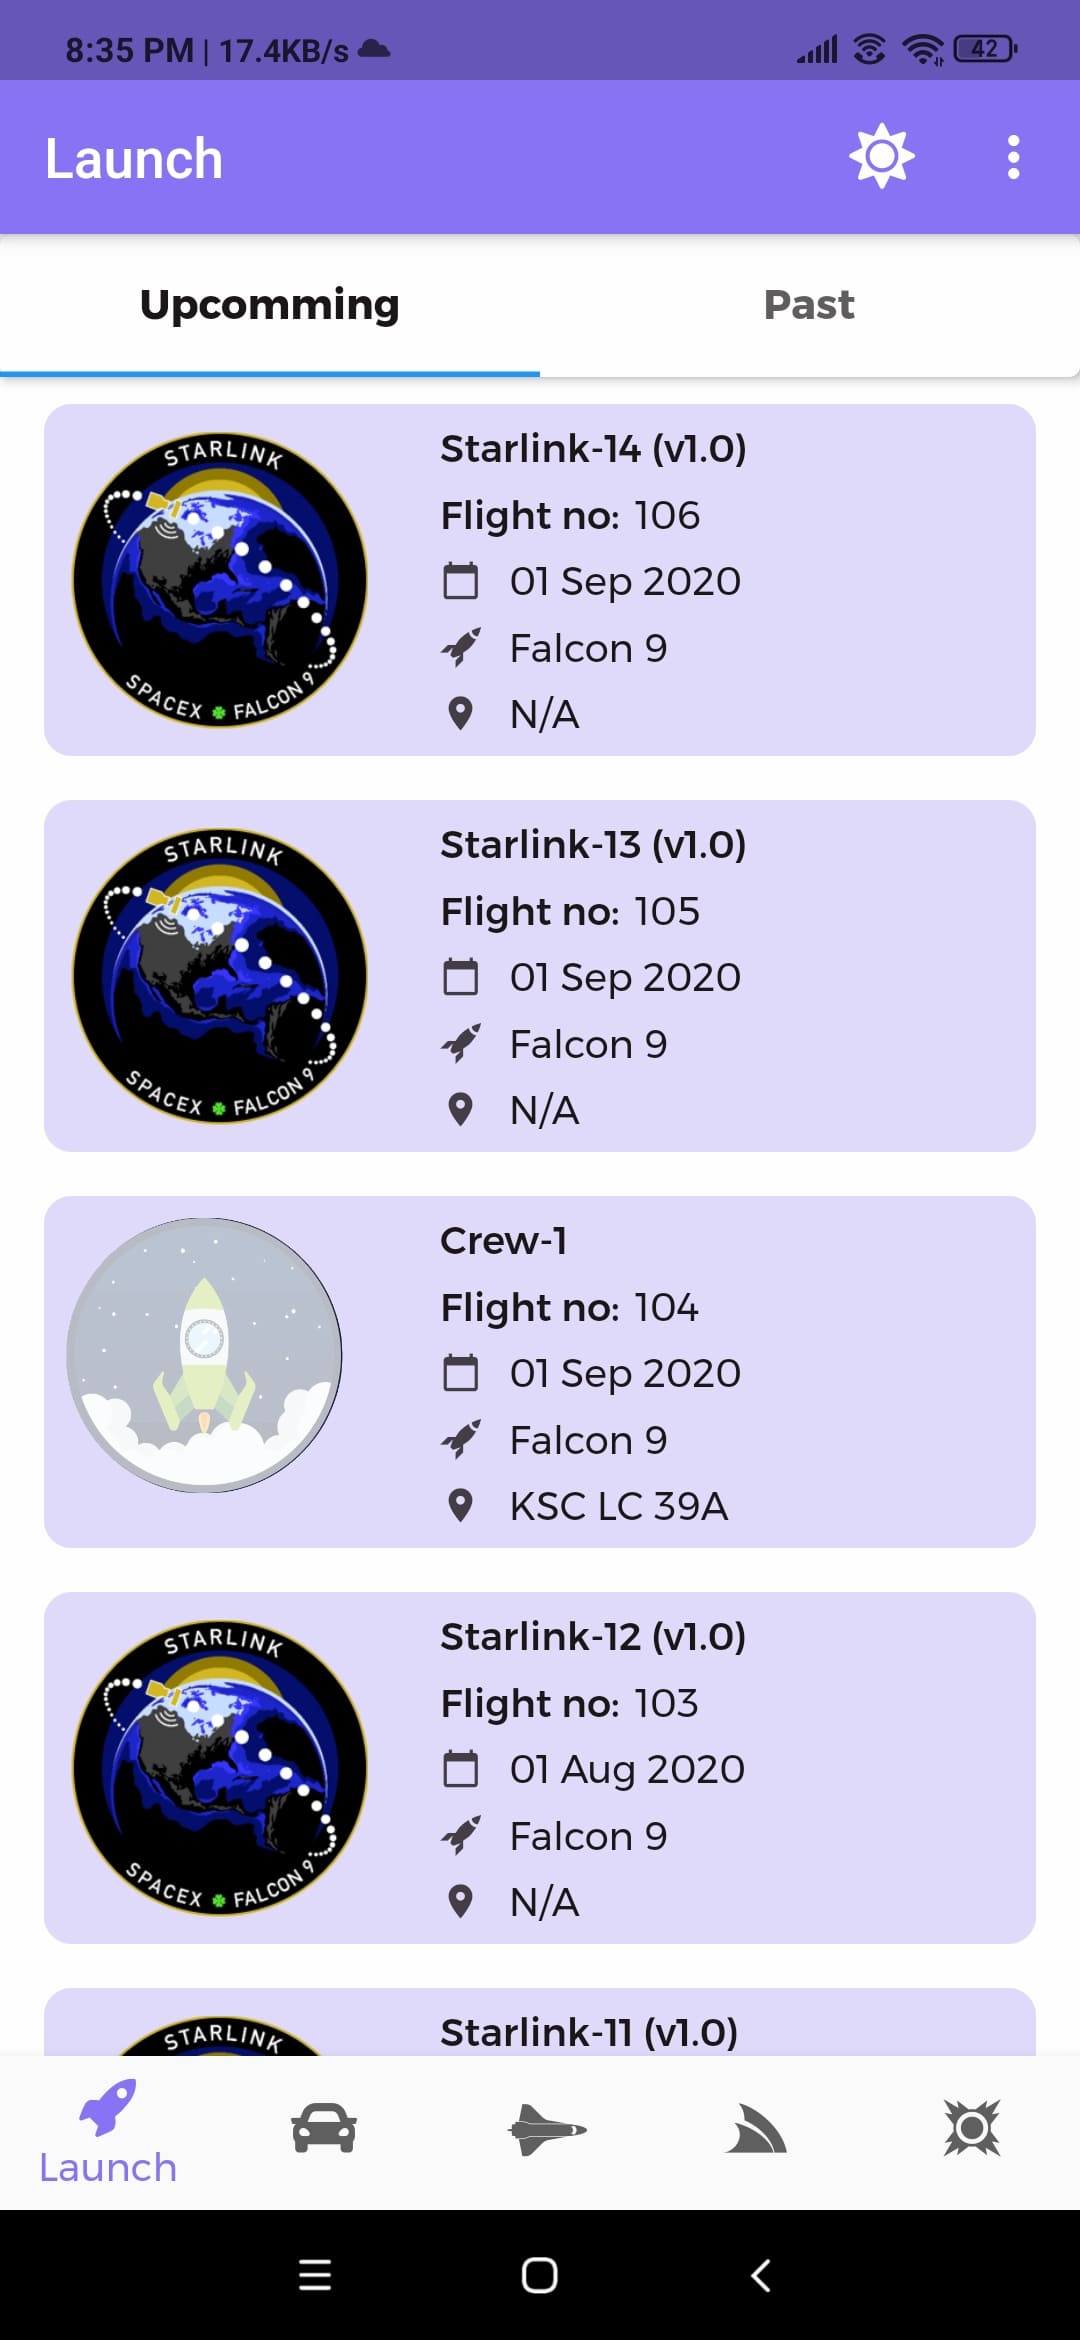 8:35 PM | 17.4KB/s
42
Launch
Upcomming
Past
STARLINK
SPACEX FALCON 9
Starlink-14 (v1.0)
Flight no: 106
01 Sep 2020
Falcon 9
N/A
STARLINK
SPACEX FALCON 9
Starlink-13 (v1.0)
Flight no: 105
01 Sep 2020
Falcon 9
N/A
Crew-1
Flight no: 104
01 Sep 2020
Falcon 9
KSC LC 39A
STARLINK
SPACEX FALCON 9
Starlink-12 (v1.0)
Flight no: 103
01 Aug 2020
Falcon 9
N/A
STARLINK
Starlink-11 (v1.0)
Launch